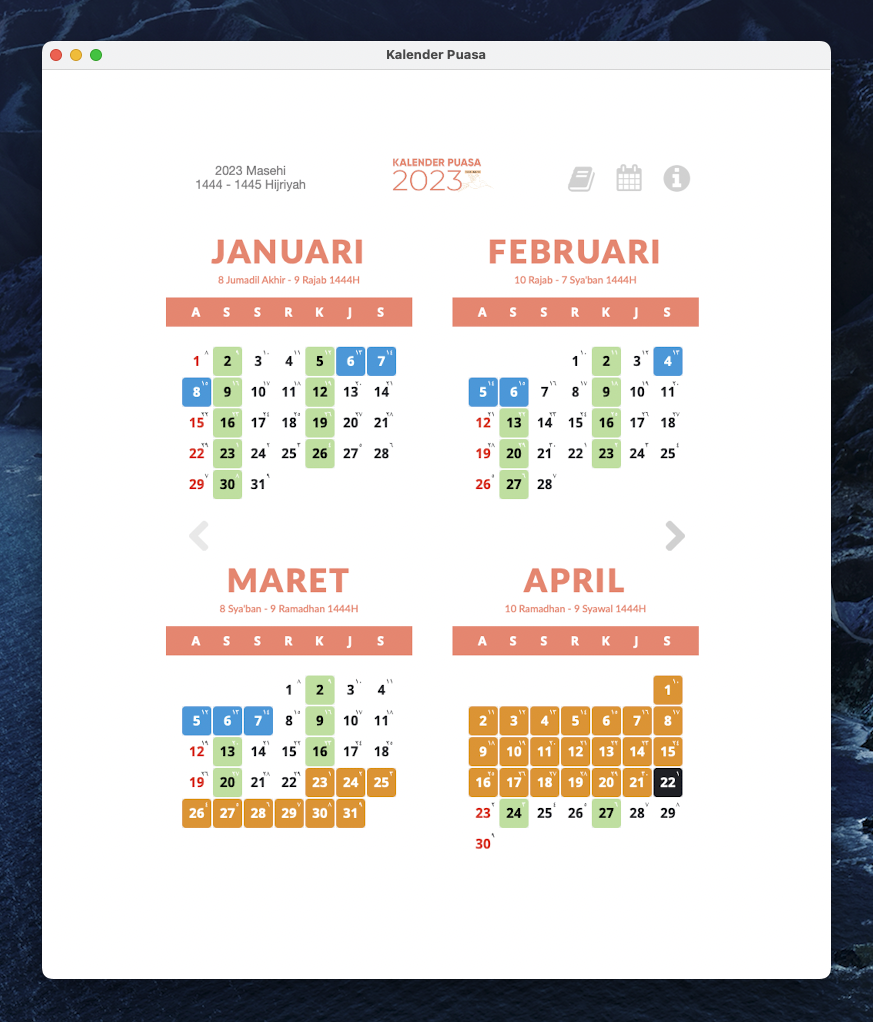 Kalender Puasa
2023 Masehi
1444 - 1445 Hijriyah
KALENDER PUASA
2023
JANUARI
8 Jumadil Akhir - 9 Rajab 1444H
A S S R K J S
1 2 3 4 5 6 7
8 9 10 11 12 13 14
15 16 17 18 19 20 21
22 23 24 25 26 27 28
29 30 31
FEBRUARI
10 Rajab - 7 Sya'ban 1444H
A S S R K J S
1 2 3 4
5 6 7 8 9 10 11
12 13 14 15 16 17 18
19 20 21 22 23 24 25
26 27 28
MARET
8 Sya'ban - 9 Ramadhan 1444H
A S S R K J S
1 2 3 4
5 6 7 8 9 10 11
12 13 14 15 16 17 18
19 20 21 22 23 24 25
26 27 28 29 30 31
APRIL
10 Ramadhan - 9 Syawal 1444H
A S S R K J S
1
2 3 4 5 6 7 8
9 10 11 12 13 14 15
16 17 18 19 20 21 22
23 24 25 26 27 28 29
30